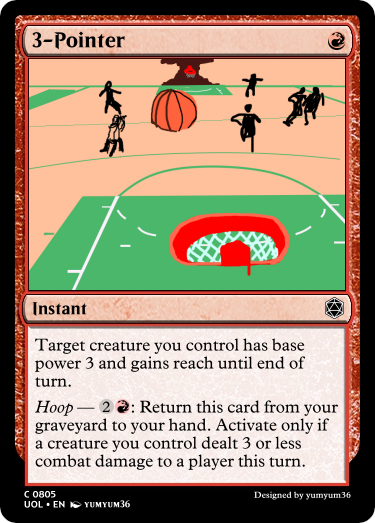 3-Pointer
Instant
Target creature you control has base
power 3 and gains reach until end of
turn.
Hoop — 2: Return this card from your
graveyard to your hand. Activate only if
a creature you control dealt 3 or less
combat damage to a player this turn.
C 0805
UOL • EN YUMYUM36
Designed by yumyum36